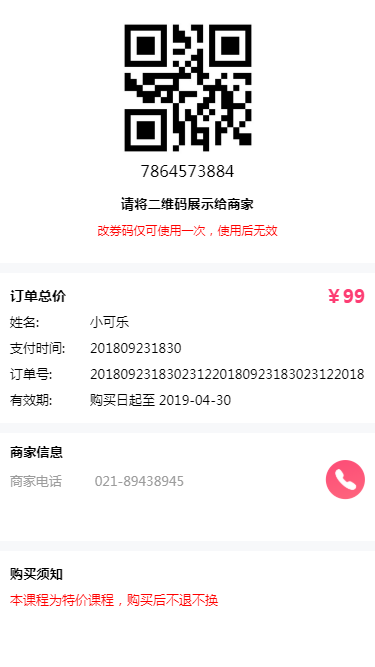 7864573884
请将二维码展示给商家
改券码仅可使用一次，使用后无效
订单总价 ￥99
姓名: 小可乐
支付时间: 201809231830
订单号: 20180923183023122018092318302312​2018
有效期: 购买日起至 2019-04-30
商家信息
商家电话 021-89438945
购买须知
本课程为特价课程，购买后不退不换